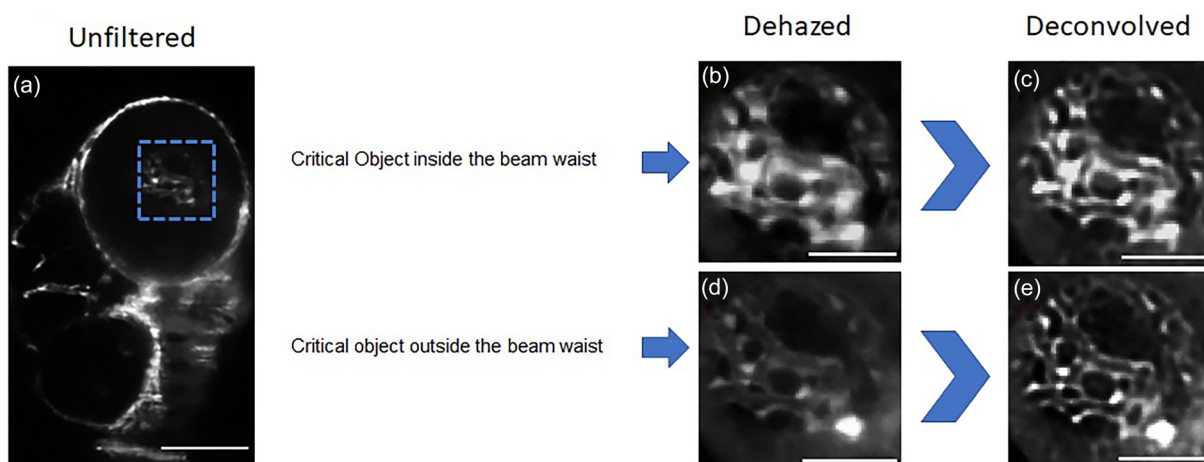 Unfiltered
Dehazed
Deconvolved
(a)
(b)
(c)
Critical Object inside the beam waist
(d)
(e)
Critical object outside the beam waist